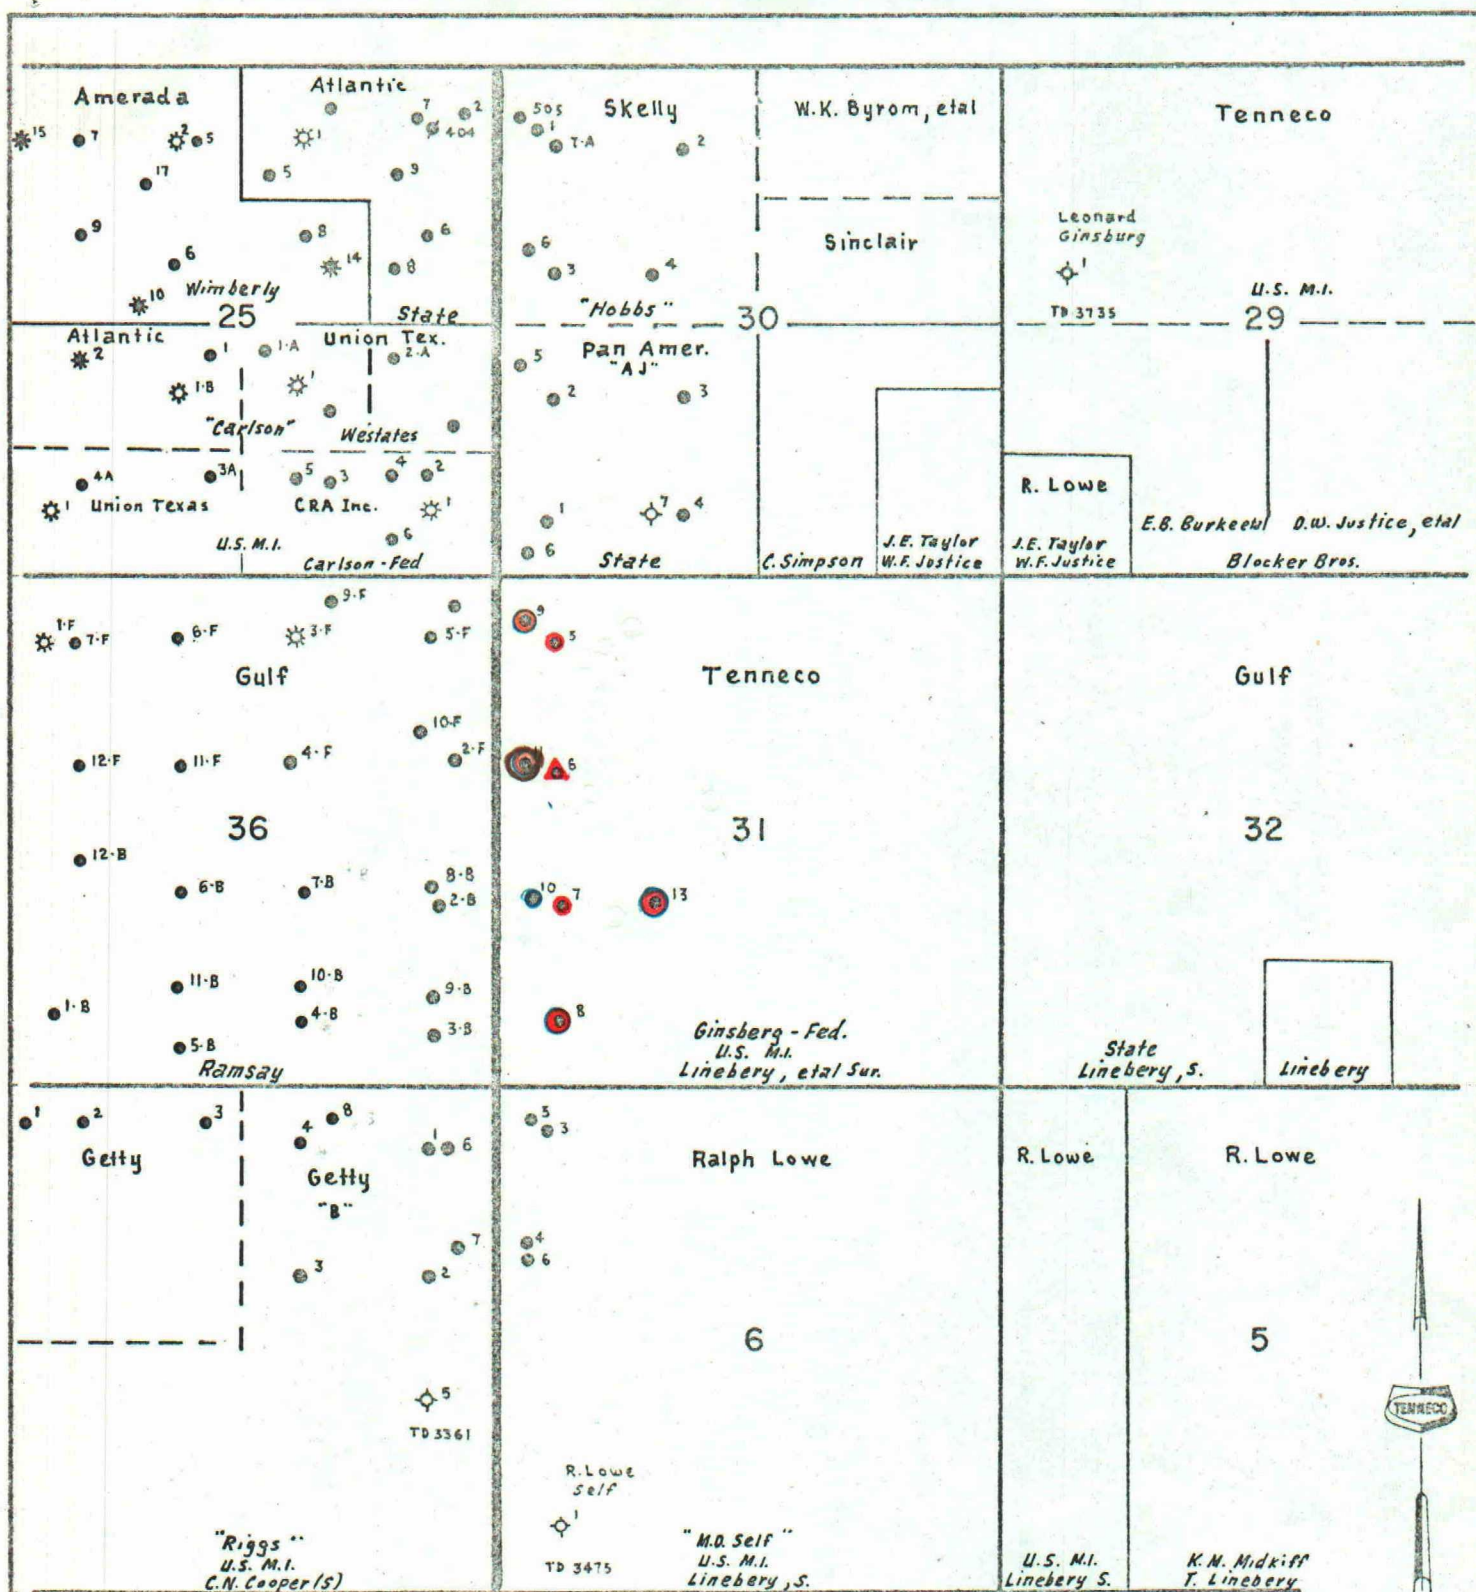 Amerada
Atlantic
Skelly
W.K. Byrom, etal
Tenneco
15
7
2
5
1
7
2
404
505
1
7-A
2
17
5
9
9
6
8
14
6
8
6
3
4
Sinclair
Leonard
Ginsburg
1
TD 3735
U.S. M.I.
10
Wimberly
State
"Hobbs"
25
30
29
Atlantic
2
1
1-A
Union Tex.
2-A
5
Pan Amer.
"AJ"
1-B
1
2
3
"Carlson"
Westates
4A
3A
5
3
4
2
1
Union Texas
CRA Inc.
1
6
1
7
4
6
U.S. M.I.
Carlson-Fed
State
C. Simpson
J.E. Taylor
W.F. Jostice
R. Lowe
J.E. Taylor
W.F. Justice
D.W. Justice, etal
Blocker Bros.
9-F
1-F
7-F
6-F
3-F
5-F
9
5
Gulf
Tenneco
Gulf
10-F
2-F
12-F
11-F
4-F
11
6
36
31
32
12-B
6-B
7-B
8-B
2-B
10
7
13
11-B
10-B
9-B
1-B
4-B
3-B
5-B
8
Ramsay
Ginsberg - Fed.
U.S. M.I.
Linebery, etal Sur.
State
Linebery, S.
Linebery
1
2
3
4
8
1
6
5
3
Getty
Getty
"B"
Ralph Lowe
R. Lowe
R. Lowe
7
3
2
4
6
6
5
5
TD 3361
TENNECO
R. Lowe
Self
1
TD 3475
"Riggs"
U.S. M.I.
C.N. Cooper (S)
"M.D. Self"
U.S. M.I.
Linebery, S.
U.S. M.I.
Linebery S.
K.M. Midkiff
T. Linebery